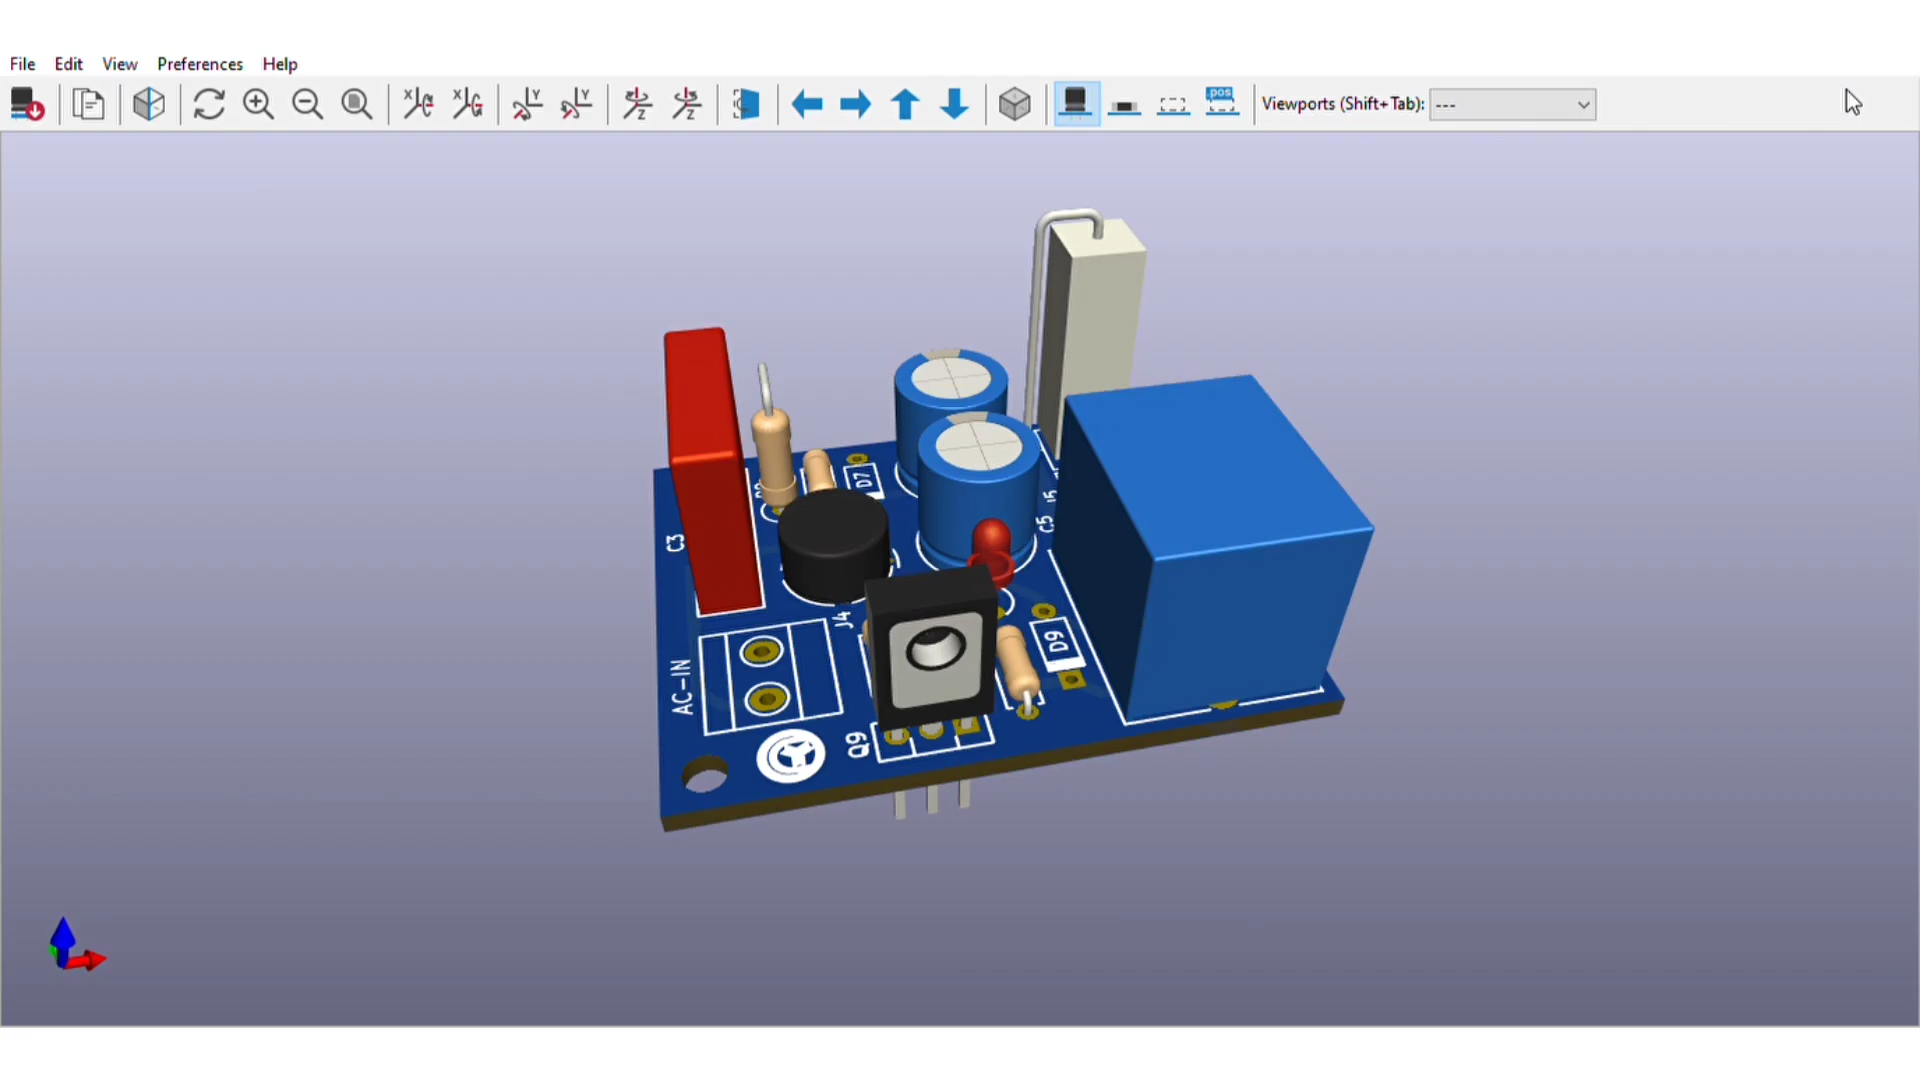 File Edit View Preferences Help
X X Y Y Z Z pos Viewports (Shift+Tab): ---
D7
C3
J5
C5
J4
D9
AC-IN
Q9